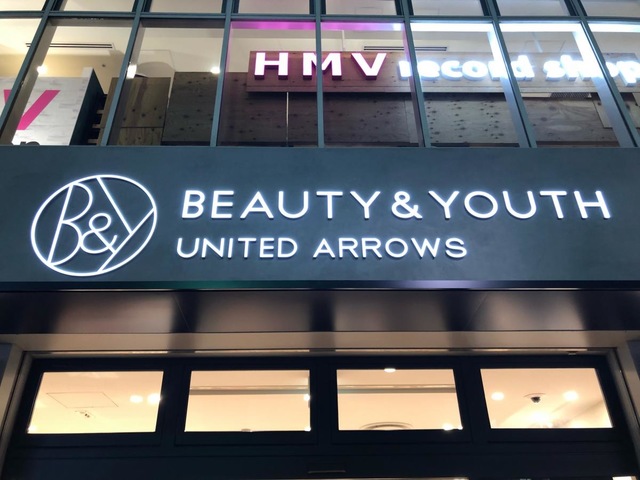 HMV record shop
B&Y
BEAUTY & YOUTH
UNITED ARROWS